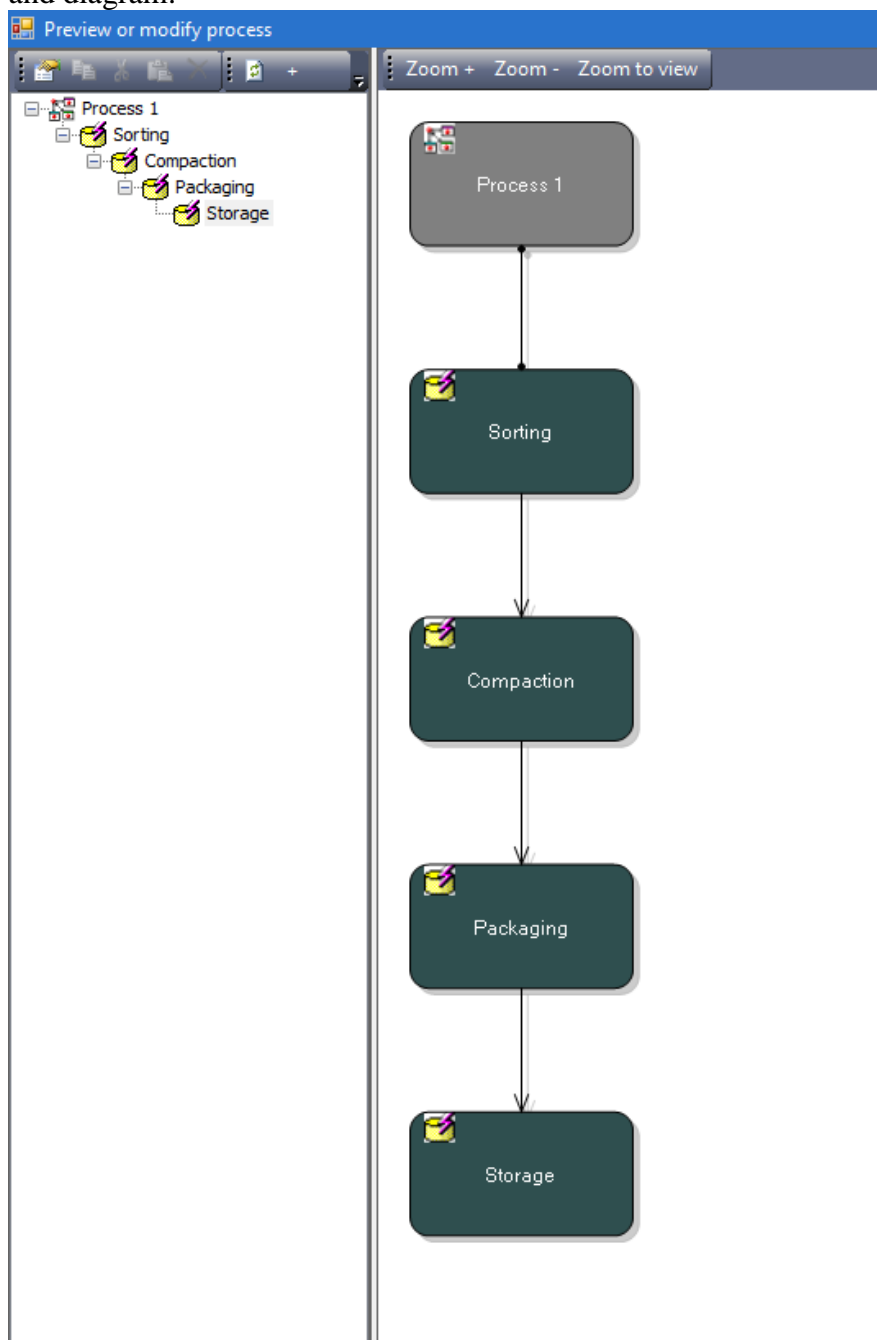 and diagram.
Preview or modify process
+
Zoom + Zoom - Zoom to view
Process 1
Sorting
Compaction
Packaging
Storage
Process 1
Sorting
Compaction
Packaging
Storage